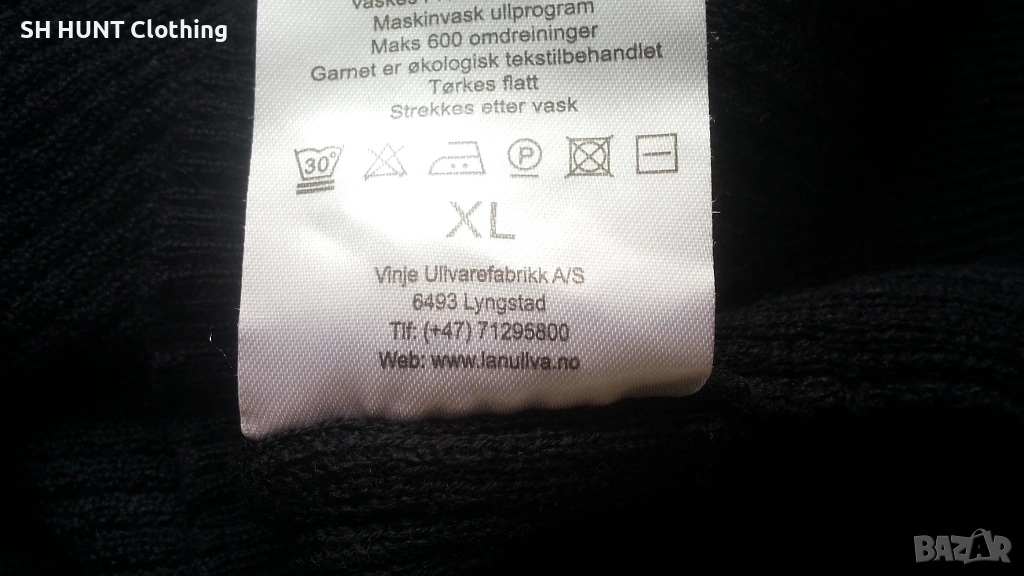 SH HUNT Clothing
Maskinvask ullprogram
Maks 600 omdreininger
Garnet er økologisk tekstilbehandlet
Tørkes flatt
Strekkes etter vask
30° P
XL
Vinje Ullvarefabrikk A/S
6493 Lyngstad
Tlf: (+47) 71295800
Web: www.lanullva.no
BAZAR